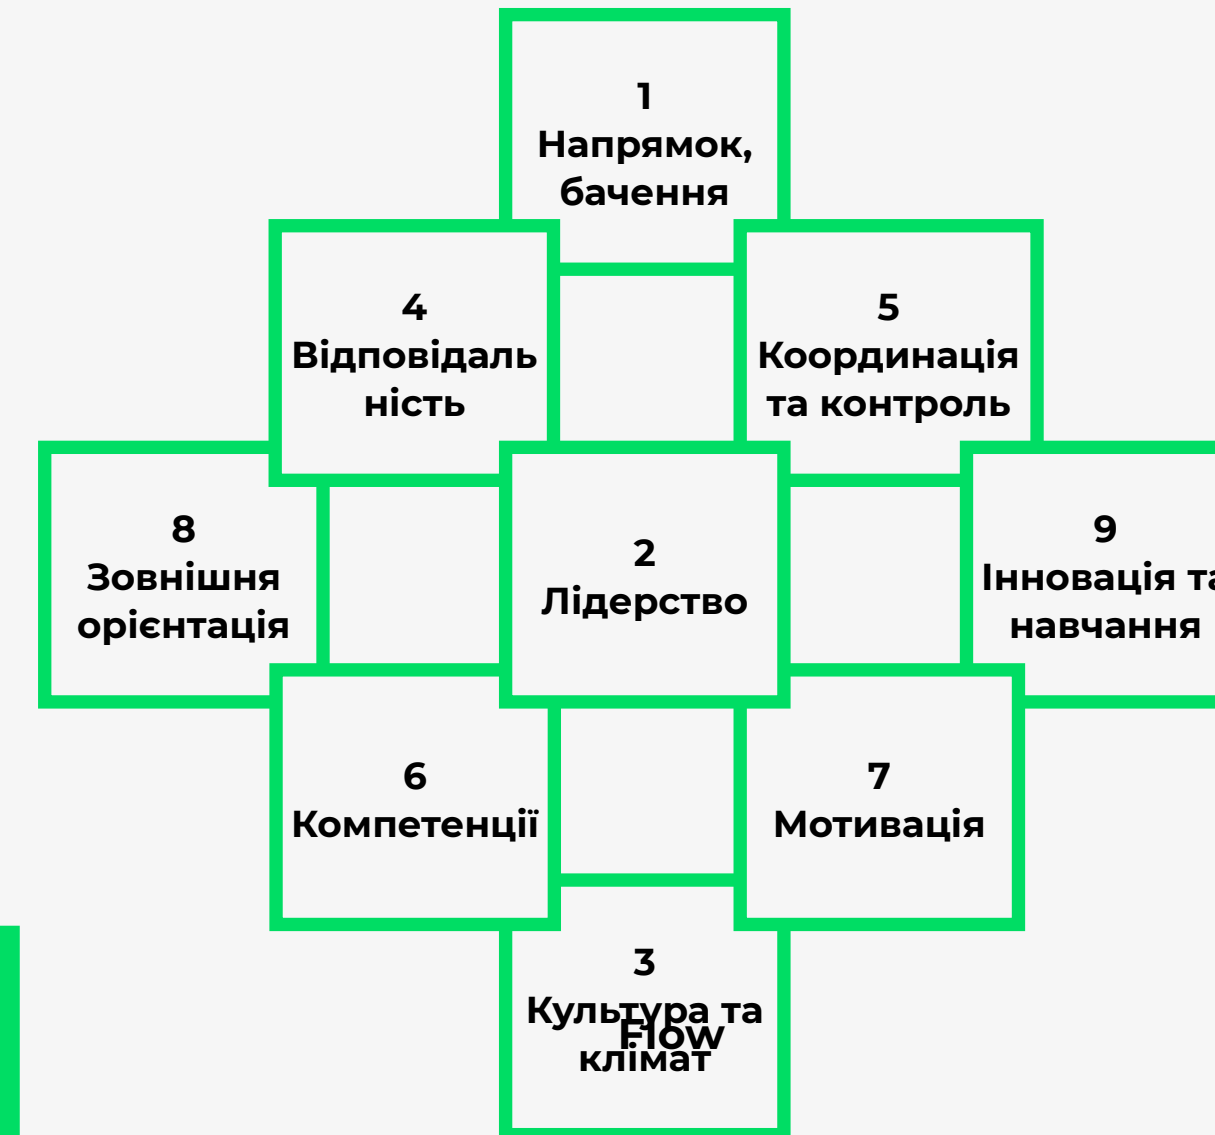 1
Напрямок,
бачення
4
Відповідаль
ність
5
Координація
та контроль
8
Зовнішня
орієнтація
2
Лідерство
9
Інновація та
навчання
6
Компетенції
7
Мотивація
3
Культура та
Flow
клімат